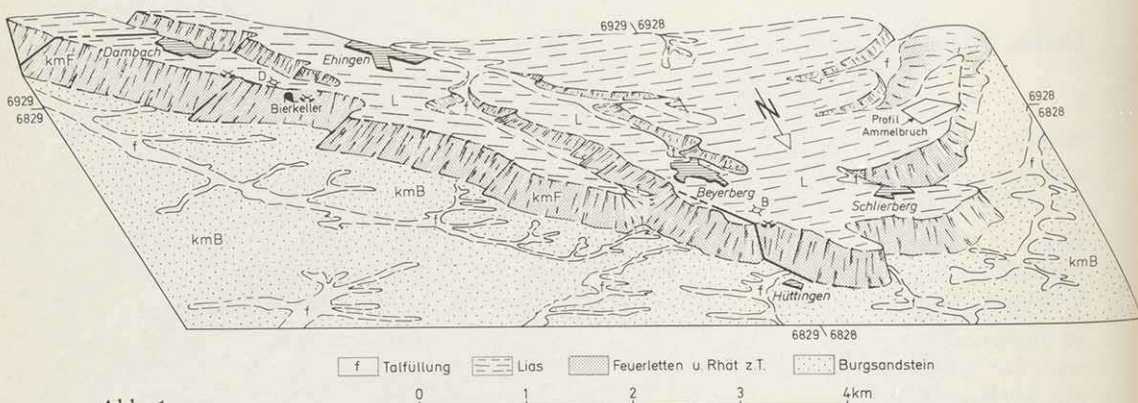 6929 / 6928
Dambach
Ehingen
kmF
f
D
6929
6829
Bierkeller
L
f
L
N
Profil
Ammelbruch
6928
6828
f
kmB
kmF
Beyerberg
B
L
f
Schlierberg
kmB
f
kmB
Hüttingen
f
f
f
6829 / 6828
f Talfüllung Lias Feuerletten u. Rhät z.T. Burgsandstein
0 1 2 3 4km